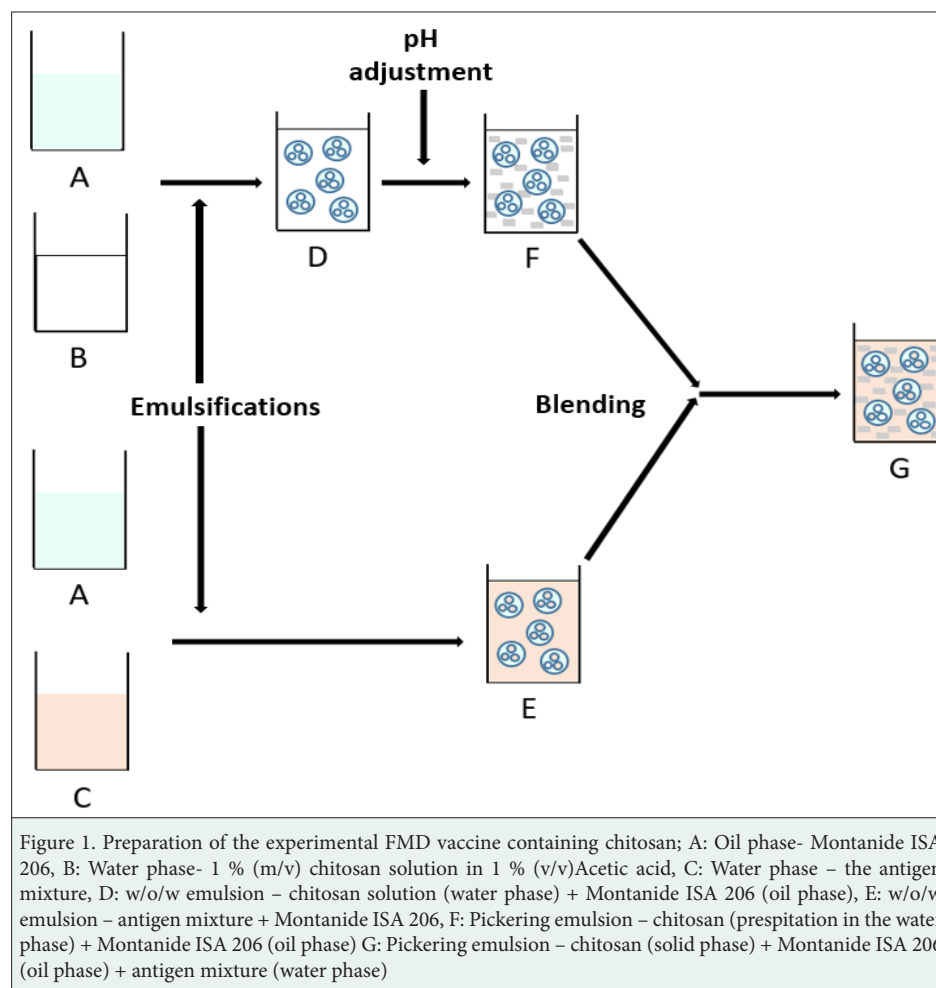 pH
adjustment
A
D
F
B
Emulsifications
Blending
G
A
E
C
Figure 1. Preparation of the experimental FMD vaccine containing chitosan; A: Oil phase- Montanide ISA
206, B: Water phase- 1 % (m/v) chitosan solution in 1 % (v/v)Acetic acid, C: Water phase – the antigen
mixture, D: w/o/w emulsion – chitosan solution (water phase) + Montanide ISA 206 (oil phase), E: w/o/w
emulsion – antigen mixture + Montanide ISA 206, F: Pickering emulsion – chitosan (prespitation in the water
phase) + Montanide ISA 206 (oil phase) G: Pickering emulsion – chitosan (solid phase) + Montanide ISA 206
(oil phase) + antigen mixture (water phase)